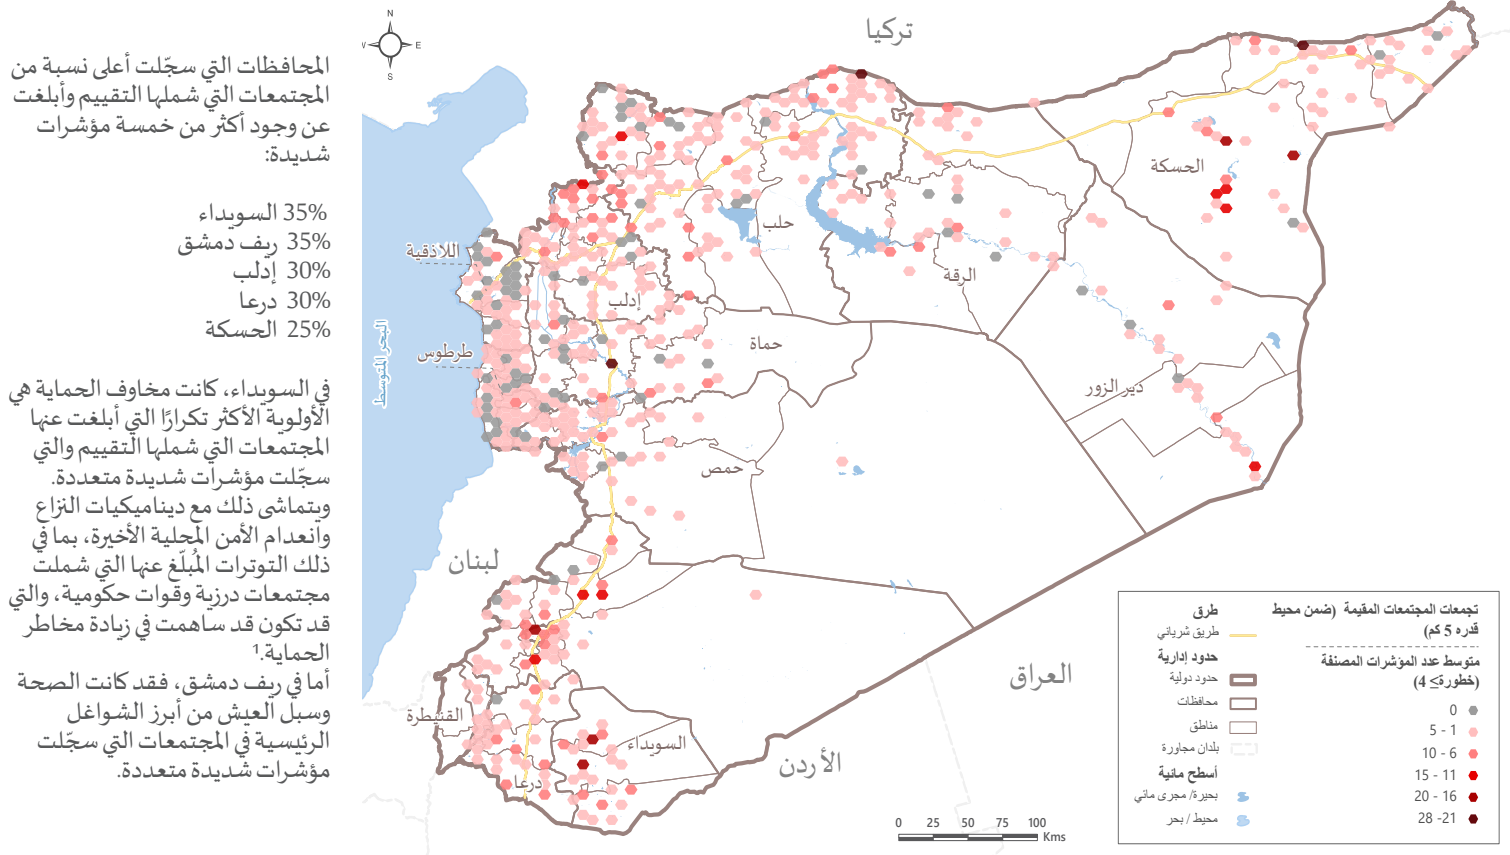 المحافظات التي سجّلت أعلى نسبة من
المجتمعات التي شملها التقييم وأبلغت
عن وجود أكثر من خمسة مؤشرات
شديدة:
35% السويداء
35% ريف دمشق
30% إدلب
30% درعا
25% الحسكة
في السويداء، كانت مخاوف الحماية هي
الأولوية الأكثر تكرارًا التي أبلغت عنها
المجتمعات التي شملها التقييم والتي
سجّلت مؤشرات شديدة متعددة.
ويتماشى ذلك مع ديناميكيات النزاع
وانعدام الأمن المحلية الأخيرة، بما في
ذلك التوترات المُبلّغ عنها التي شملت
مجتمعات درزية وقوات حكومية، والتي
قد تكون قد ساهمت في زيادة مخاطر
الحماية.¹
أما في ريف دمشق، فقد كانت الصحة
وسبل العيش من أبرز الشواغل
الرئيسية في المجتمعات التي سجّلت
مؤشرات شديدة متعددة.
N
E
S
تركيا
الحسكة
حلب
الرقة
اللاذقية
إدلب
حماة
طرطوس
البحر المتوسط
دير الزور
حمص
لبنان
العراق
القنيطرة
السويداء
درعا
الأردن
0 25 50 75 100
Kms
تجمعات المجتمعات المقيمة (ضمن محيط
قدره 5 كم)
متوسط عدد المؤشرات المصنفة
(خطورة≥ 4)
0
1 - 5
6 - 10
11 - 15
16 - 20
21- 28
طرق
طريق شرياني
حدود إدارية
حدود دولية
محافظات
مناطق
بلدان مجاورة
أسطح مائية
بحيرة/ مجرى مائي
محيط / بحر